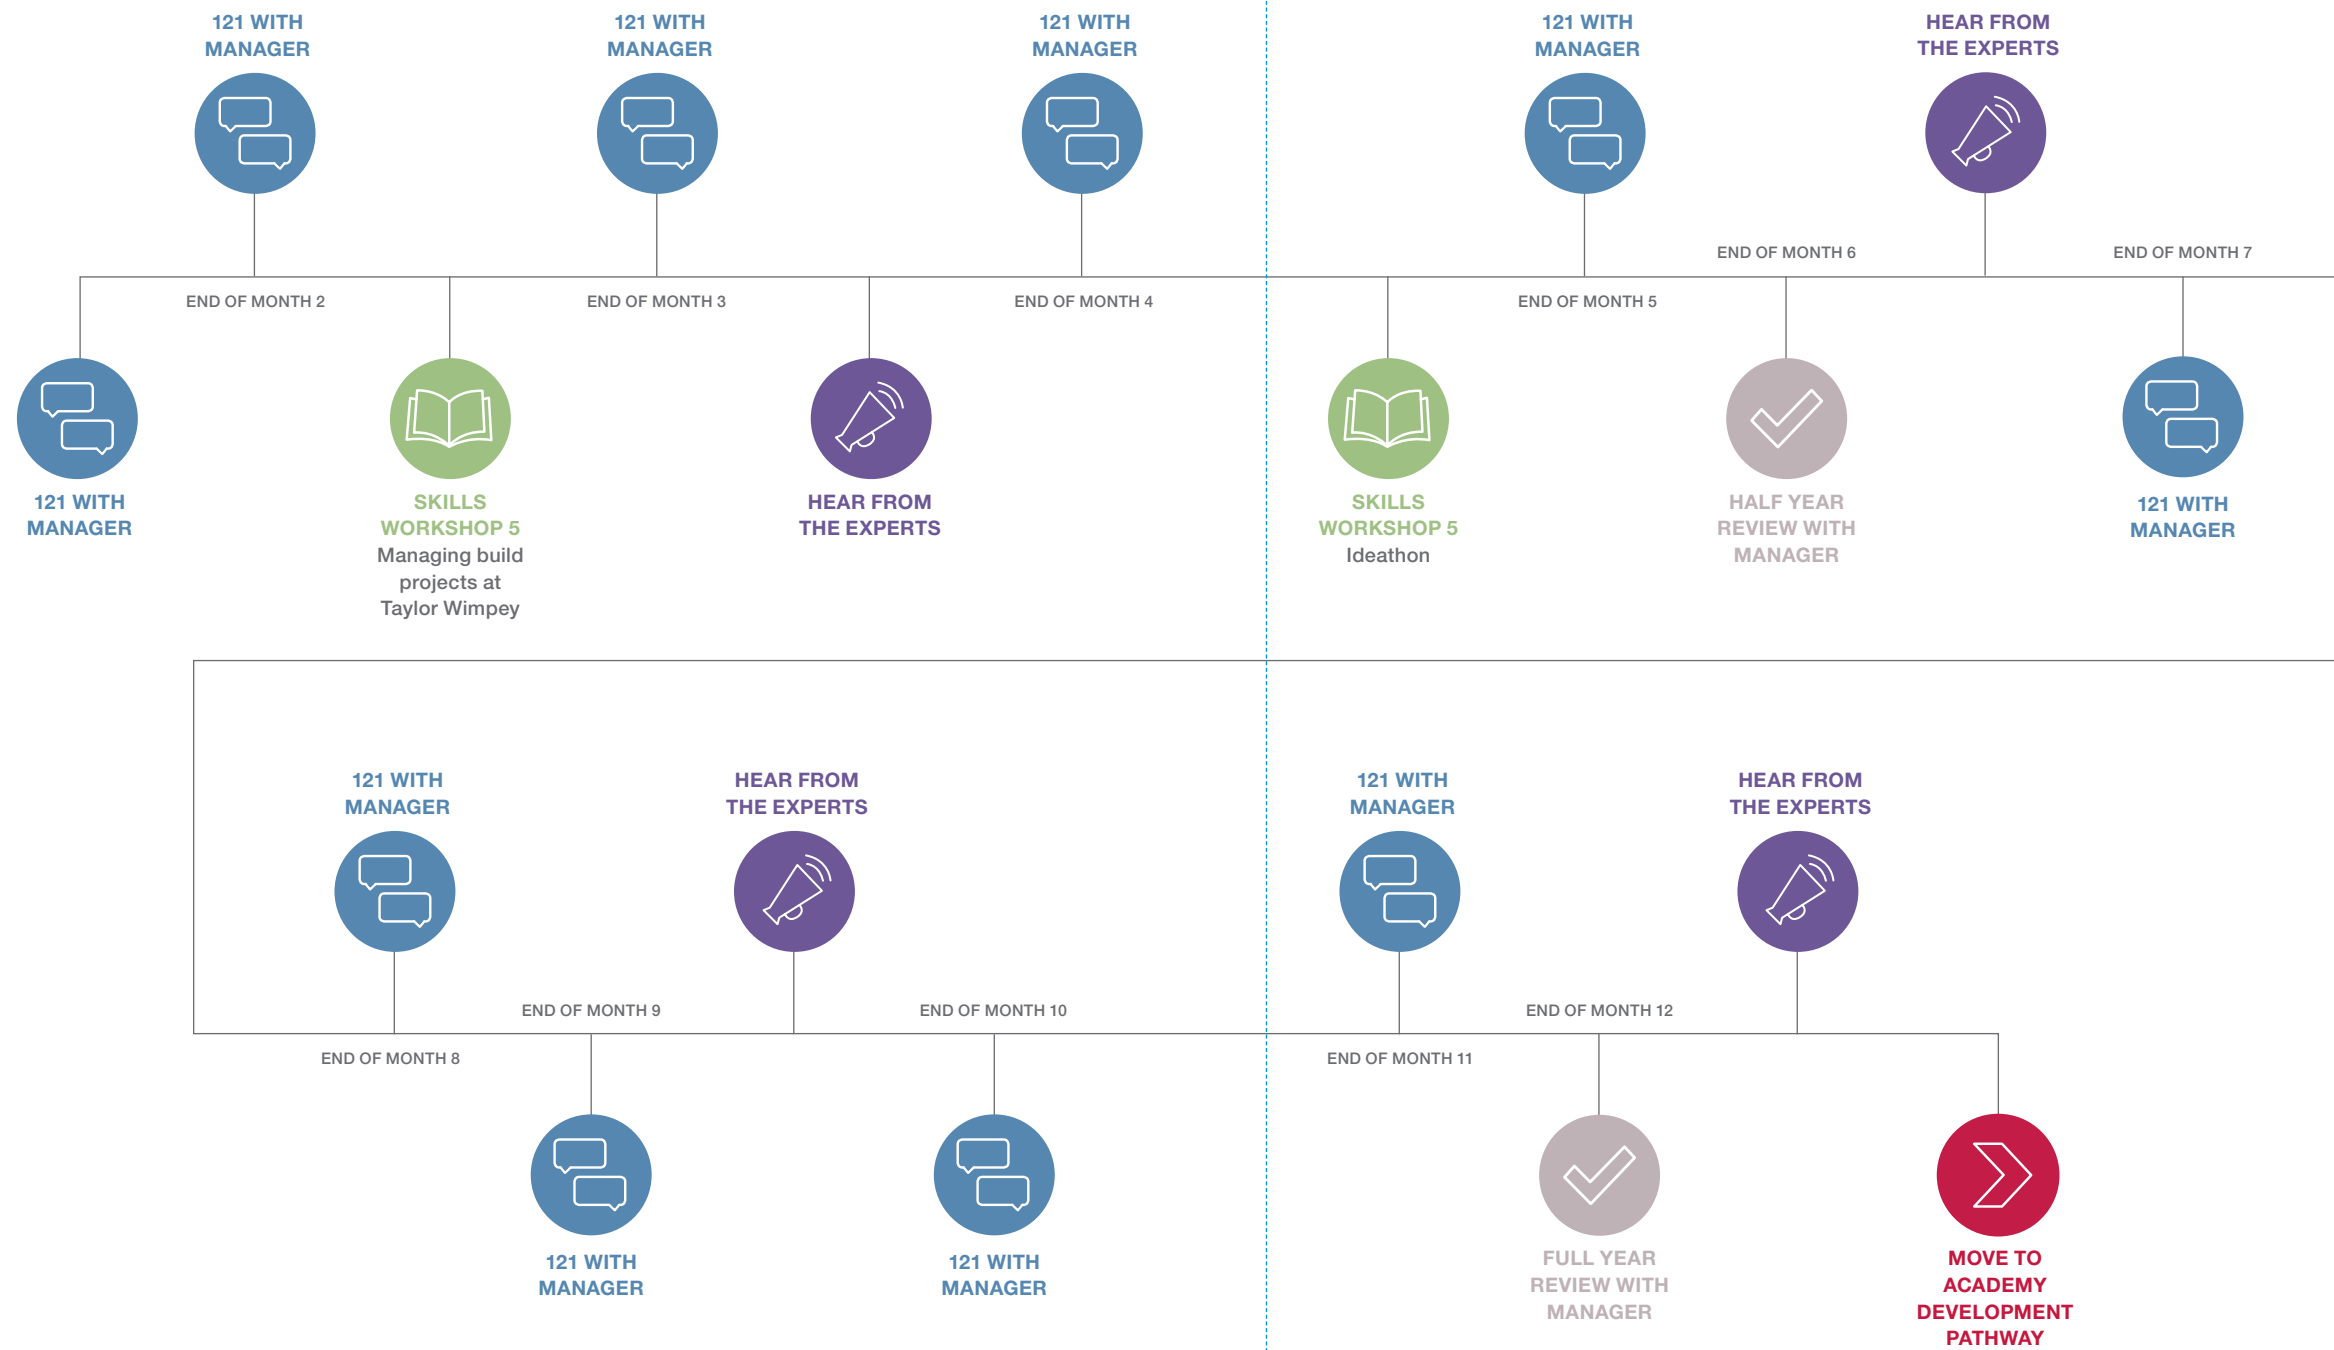 121 WITH
MANAGER
121 WITH
MANAGER
121 WITH
MANAGER
121 WITH
MANAGER
HEAR FROM
THE EXPERTS
END OF MONTH 6
END OF MONTH 7
END OF MONTH 2
END OF MONTH 3
END OF MONTH 4
END OF MONTH 5
121 WITH
MANAGER
SKILLS
WORKSHOP 5
Managing build
projects at
Taylor Wimpey
HEAR FROM
THE EXPERTS
SKILLS
WORKSHOP 5
Ideathon
HALF YEAR
REVIEW WITH
MANAGER
121 WITH
MANAGER
121 WITH
MANAGER
HEAR FROM
THE EXPERTS
121 WITH
MANAGER
HEAR FROM
THE EXPERTS
END OF MONTH 9
END OF MONTH 10
END OF MONTH 12
END OF MONTH 8
END OF MONTH 11
121 WITH
MANAGER
121 WITH
MANAGER
FULL YEAR
REVIEW WITH
MANAGER
MOVE TO
ACADEMY
DEVELOPMENT
PATHWAY